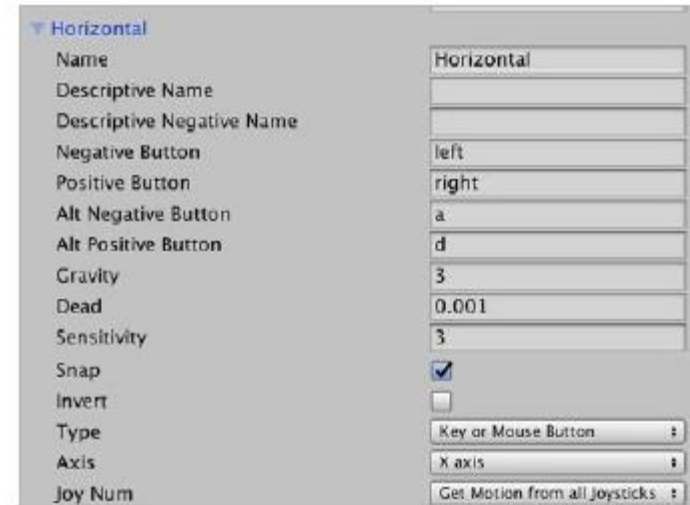 Horizontal
Name Horizontal
Descriptive Name
Descriptive Negative Name
Negative Button left
Positive Button right
Alt Negative Button a
Alt Positive Button d
Gravity 3
Dead 0.001
Sensitivity 3
Snap
Invert
Type Key or Mouse Button
Axis X axis
Joy Num Get Motion from all Joysticks